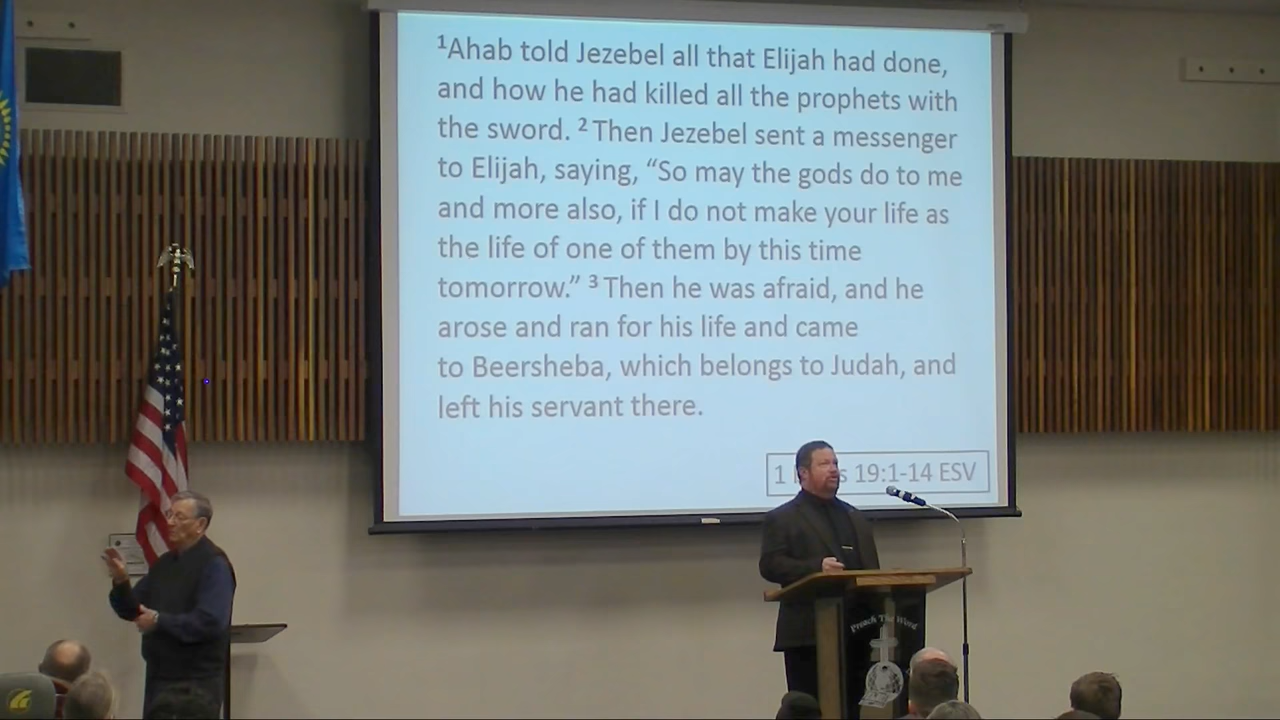 ¹Ahab told Jezebel all that Elijah had done,
and how he had killed all the prophets with
the sword. ² Then Jezebel sent a messenger
to Elijah, saying, “So may the gods do to me
and more also, if I do not make your life as
the life of one of them by this time
tomorrow.” ³ Then he was afraid, and he
arose and ran for his life and came
to Beersheba, which belongs to Judah, and
left his servant there.
1 19:1-14 ESV
Preach The Word